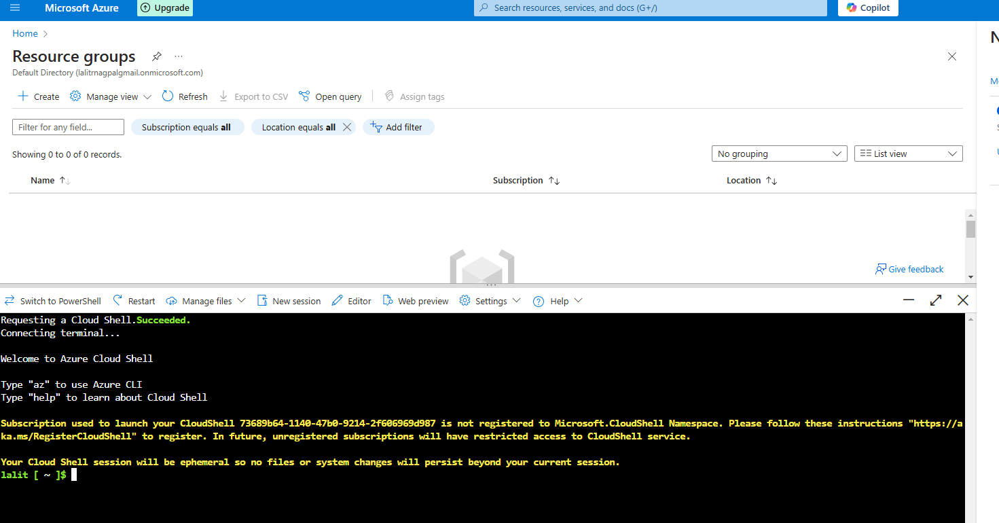 Microsoft Azure
Upgrade
Search resources, services, and docs (G+/)
Copilot
Home
Resource groups
Default Directory (lalitrnagpalgmail.onmicrosoft.com)
Create
Manage view
Refresh
Export to CSV
Open query
Assign tags
Filter for any field...
Subscription equals all
Location equals all
Add filter
Showing 0 to 0 of 0 records.
No grouping
List view
Name
Subscription
Location
Give feedback
Switch to PowerShell
Restart
Manage files
New session
Editor
Web preview
Settings
Help
Requesting a Cloud Shell.Succeeded.
Connecting terminal...
Welcome to Azure Cloud Shell
Type "az" to use Azure CLI
Type "help" to learn about Cloud Shell
Subscription used to launch your CloudShell 73689b64-1140-47b0-9214-2f606969d987 is not registered to Microsoft.CloudShell Namespace. Please follow these instructions "https://a
ka.ms/RegisterCloudShell" to register. In future, unregistered subscriptions will have restricted access to CloudShell service.
Your Cloud Shell session will be ephemeral so no files or system changes will persist beyond your current session.
lalit [ ~ ]$